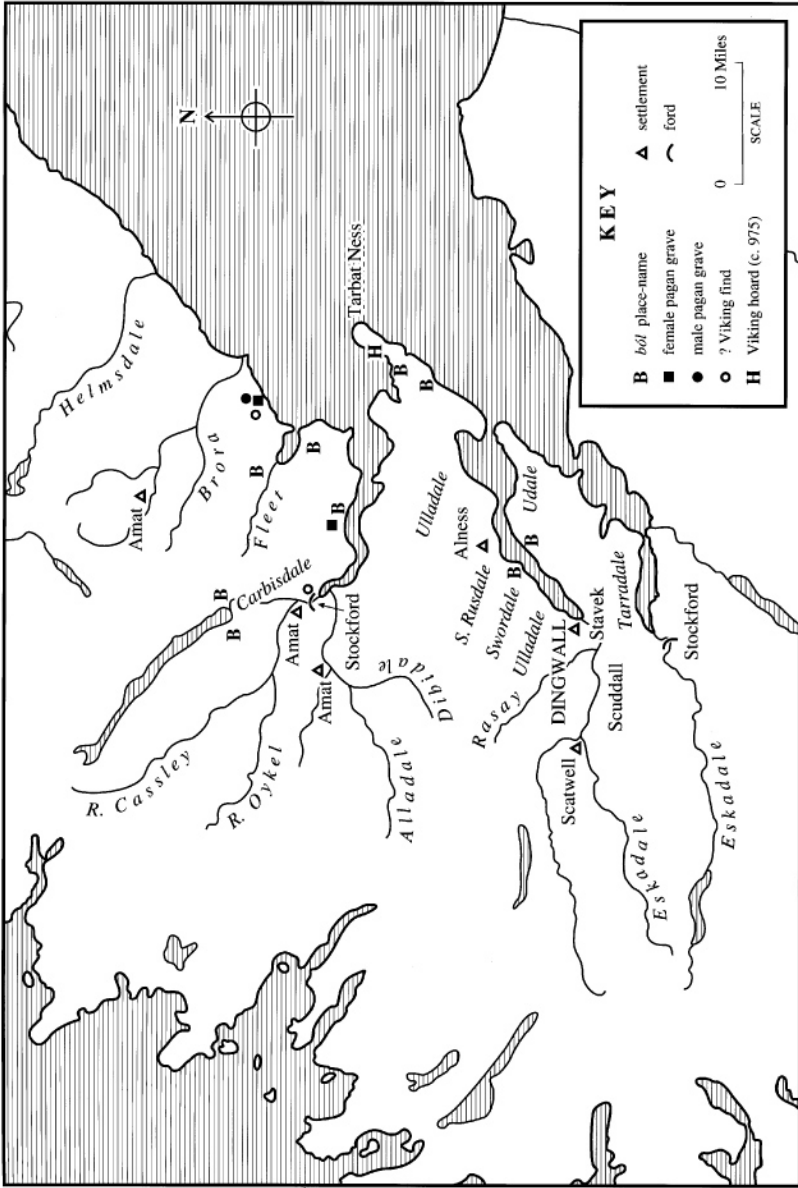 N
Helmsdale
Amat
Brora
Fleet
B
B
B
B
B
Carbisdale
Amat
Amat
Stockford
R. Cassley
R. Oykel
Alladale
Dibidale
Tarbat Ness
H
B
B
Ulladale
Alness
S. Rusdale
Swordale
Ulladale
Rasay
B
B
Udale
DINGWALL
Stavek
Tarradale
Scuddall
Stockford
Scatwell
Eskadale
Eskadale
KEY
B ból place-name
female pagan grave
male pagan grave
? Viking find
H Viking hoard (c. 975)
settlement
ford
0 10 Miles
SCALE